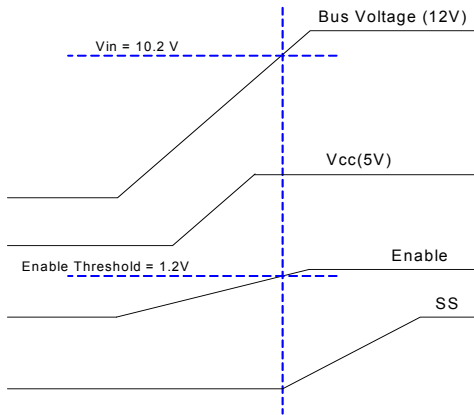 Bus Voltage (12V)
Vin = 10.2 V
Vcc(5V)
Enable
Enable Threshold = 1.2V
SS